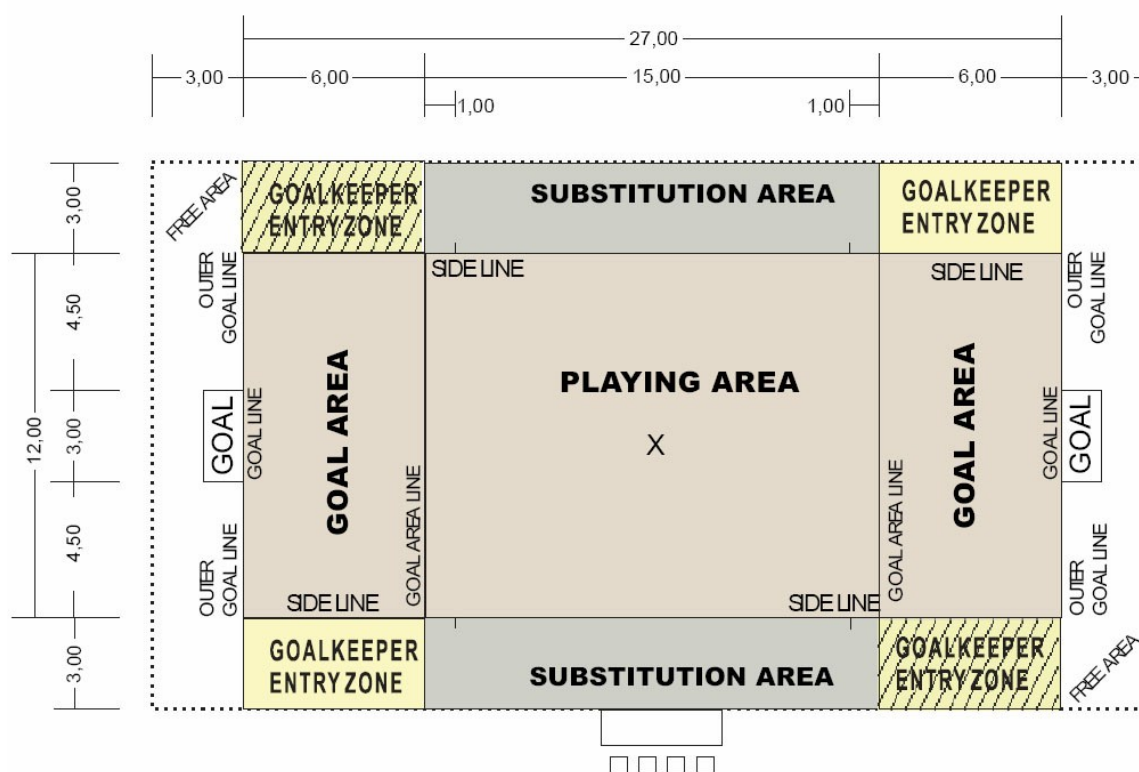 27,00
3,00
6,00
15,00
6,00
3,00
1,00
1,00
3,00
FREE AREA
GOALKEEPER
ENTRY ZONE
SUBSTITUTION AREA
GOALKEEPER
ENTRY ZONE
OUTER
GOAL LINE
SIDE LINE
SIDE LINE
OUTER
GOAL LINE
4,50
12,00
3,00
GOAL
GOAL LINE
GOAL AREA
PLAYING AREA
X
GOAL AREA
GOAL LINE
GOAL
4,50
OUTER
GOAL LINE
GOAL AREA LINE
GOAL AREA LINE
OUTER
GOAL LINE
SIDE LINE
SIDE LINE
3,00
GOALKEEPER
ENTRY ZONE
SUBSTITUTION AREA
GOALKEEPER
ENTRY ZONE
FREE AREA